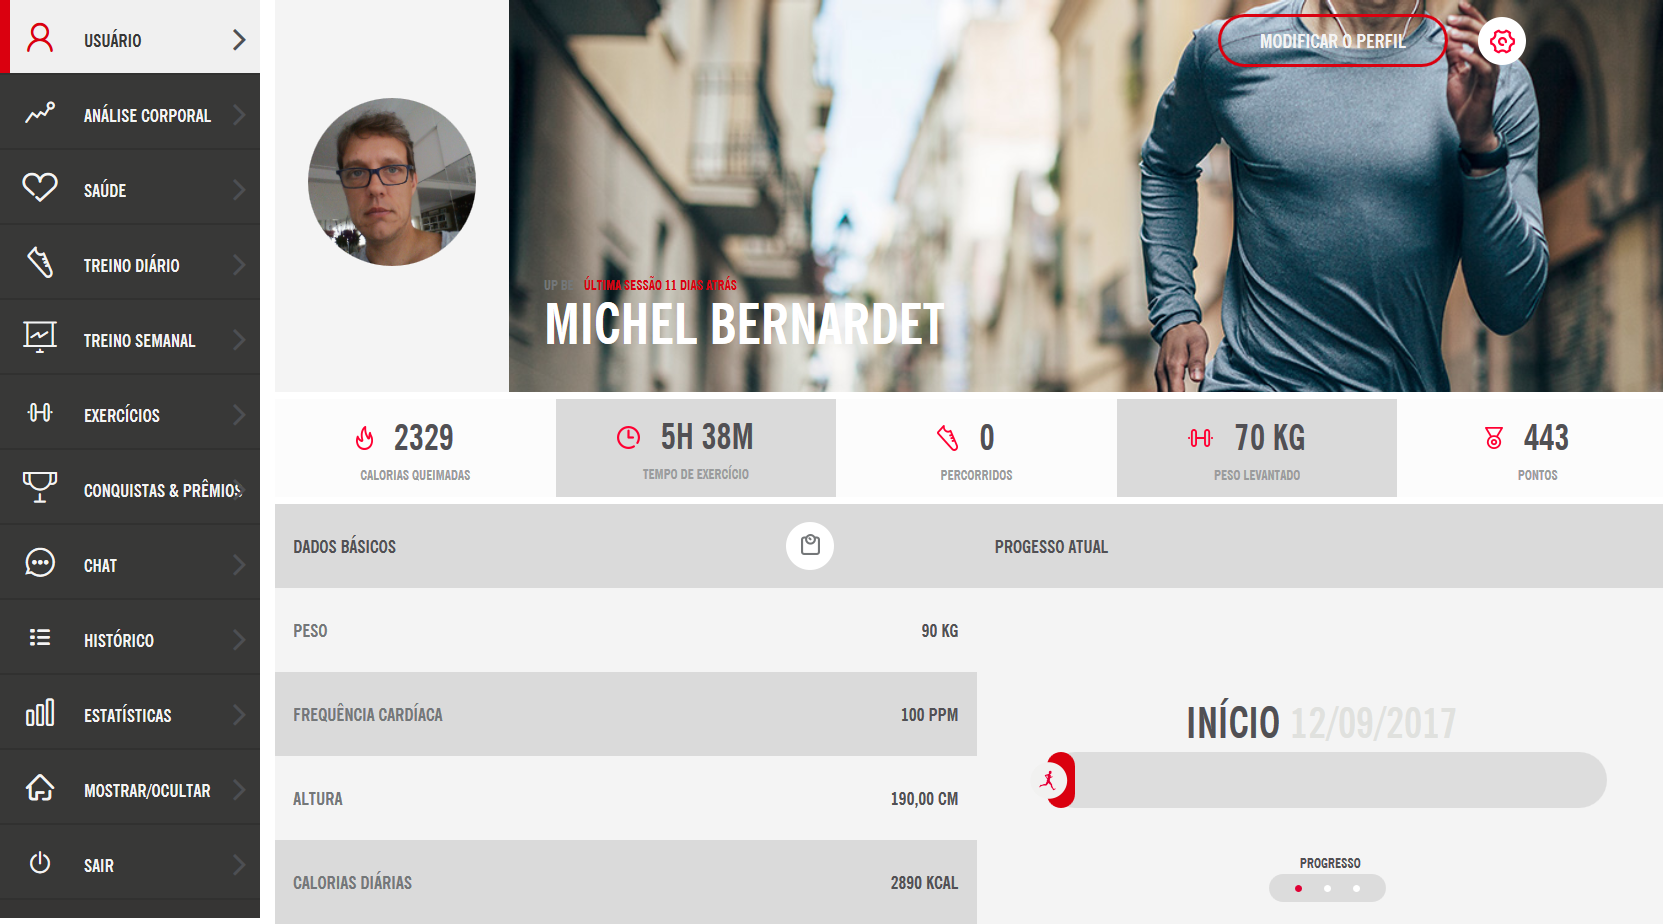 USUÁRIO
ANÁLISE CORPORAL
SAÚDE
TREINO DIÁRIO
TREINO SEMANAL
EXERCÍCIOS
CONQUISTAS & PRÊMIOS
CHAT
HISTÓRICO
ESTATÍSTICAS
MOSTRAR/OCULTAR
SAIR
MODIFICAR O PERFIL
UP ÚLTIMA SESSÃO 11 DIAS ATRÁS
MICHEL BERNARDET
2329
CALORIAS QUEIMADAS
5H 38M
TEMPO DE EXERCÍCIO
0
PERCORRIDOS
70 KG
PESO LEVANTADO
443
PONTOS
DADOS BÁSICOS
PESO 90 KG
FREQUÊNCIA CARDÍACA 100 PPM
ALTURA 190,00 CM
CALORIAS DIÁRIAS 2890 KCAL
PROGESSO ATUAL
INÍCIO 12/09/2017
PROGRESSO